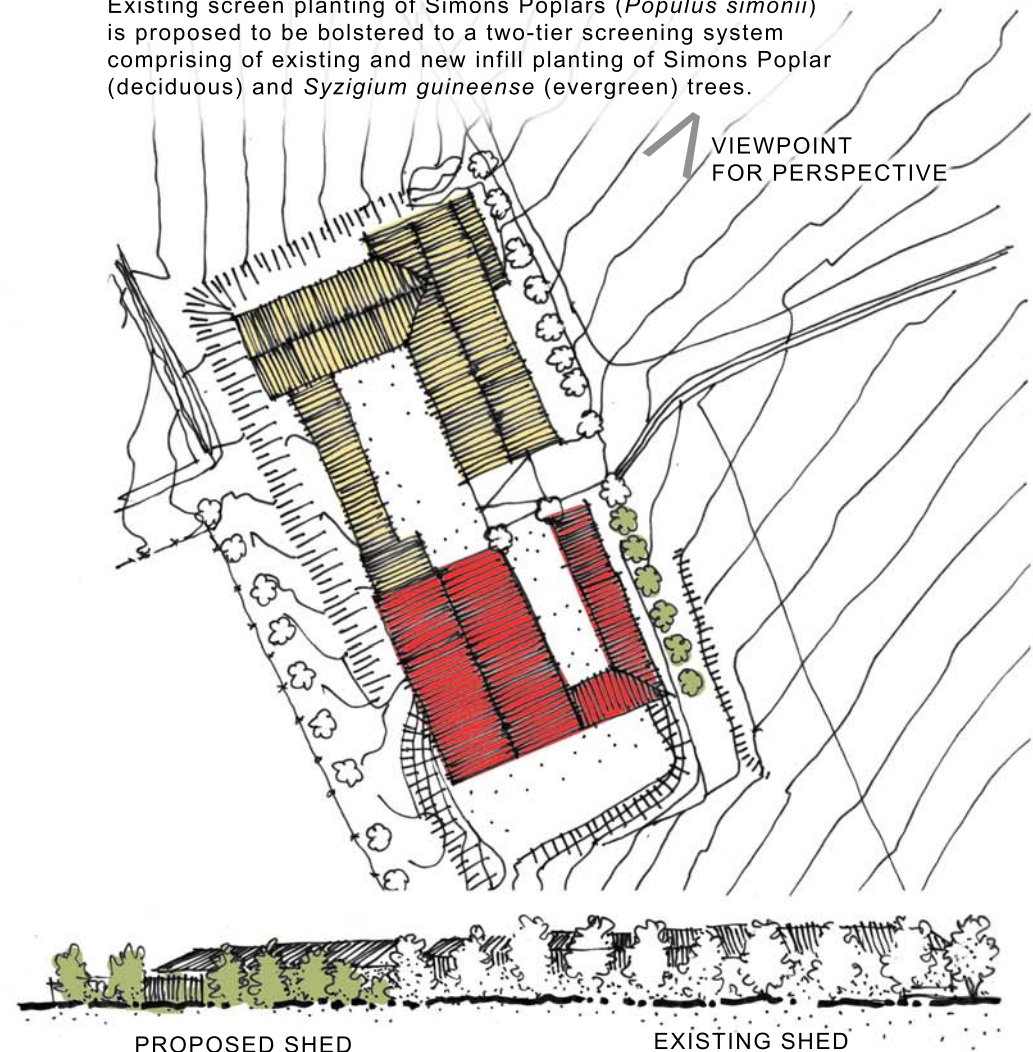 Existing screen planting of Simons Poplars (Populus simonii)
is proposed to be bolstered to a two-tier screening system
comprising of existing and new infill planting of Simons Poplar
(deciduous) and Syzigium guineense (evergreen) trees.
VIEWPOINT
FOR PERSPECTIVE
PROPOSED SHED
EXISTING SHED